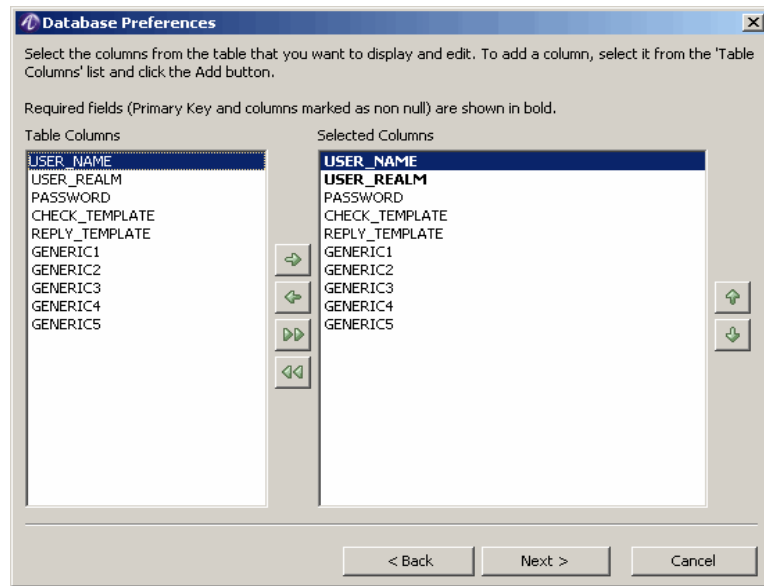 Database Preferences
Select the columns from the table that you want to display and edit. To add a column, select it from the 'Table
Columns' list and click the Add button.
Required fields (Primary Key and columns marked as non null) are shown in bold.
Table Columns
USER_NAME
USER_REALM
PASSWORD
CHECK_TEMPLATE
REPLY_TEMPLATE
GENERIC1
GENERIC2
GENERIC3
GENERIC4
GENERIC5
Selected Columns
USER_NAME
USER_REALM
PASSWORD
CHECK_TEMPLATE
REPLY_TEMPLATE
GENERIC1
GENERIC2
GENERIC3
GENERIC4
GENERIC5
< Back
Next >
Cancel